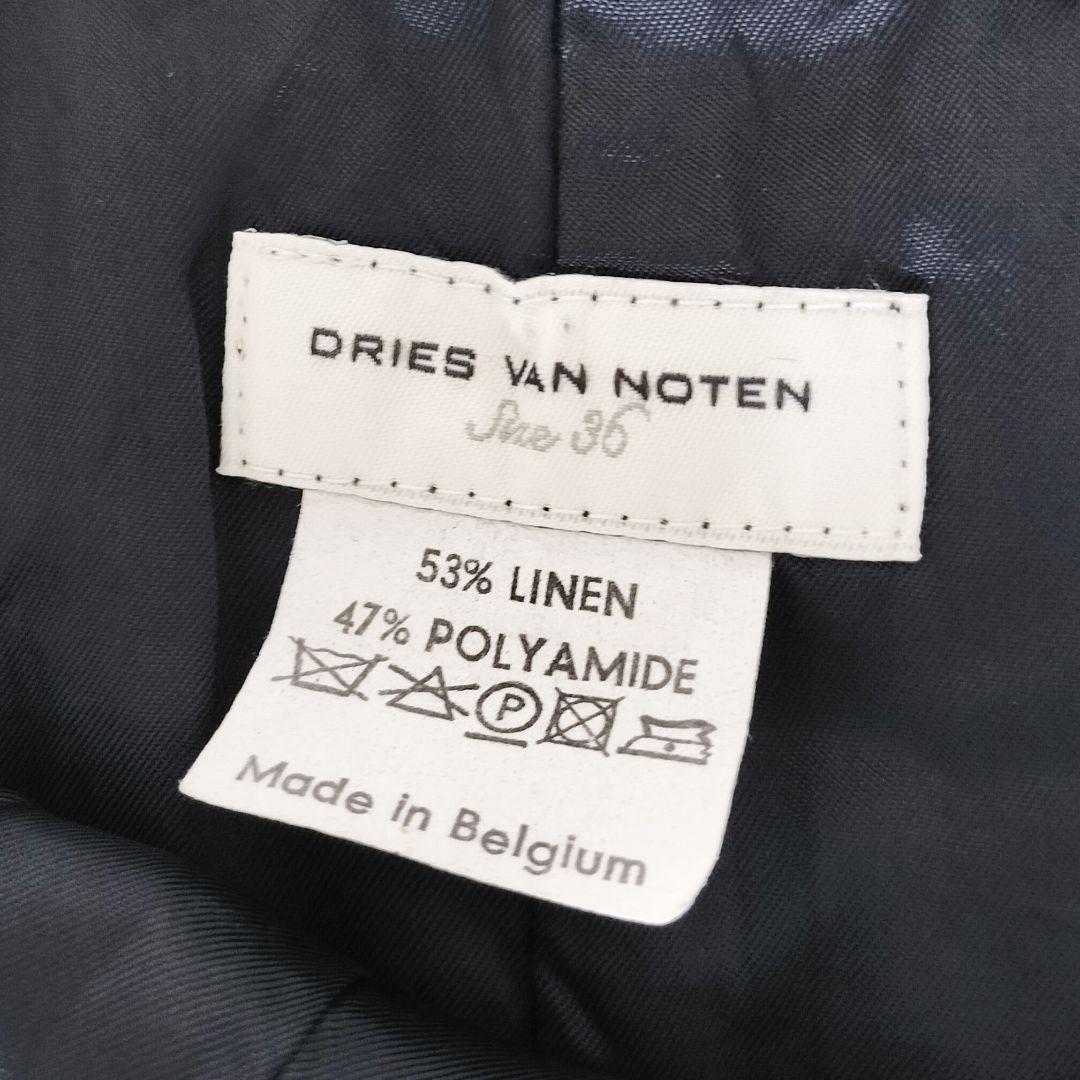 DRIES VAN NOTEN
Size 36
53% LINEN
47% POLYAMIDE
P
Made in Belgium